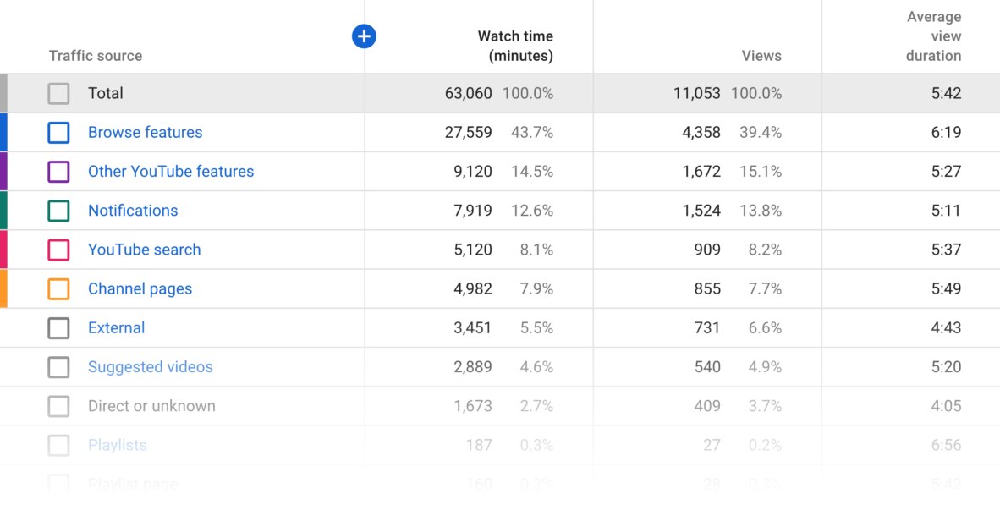 Traffic source
Watch time
(minutes)
Views
Average
view
duration
Total 63,060 100.0% 11,053 100.0% 5:42
Browse features 27,559 43.7% 4,358 39.4% 6:19
Other YouTube features 9,120 14.5% 1,672 15.1% 5:27
Notifications 7,919 12.6% 1,524 13.8% 5:11
YouTube search 5,120 8.1% 909 8.2% 5:37
Channel pages 4,982 7.9% 855 7.7% 5:49
External 3,451 5.5% 731 6.6% 4:43
Suggested videos 2,889 4.6% 540 4.9% 5:20
Direct or unknown 1,673 2.7% 409 3.7% 4:05
Playlists 187 0.3% 27 0.2% 6:56
Playlist page 160 0.3% 28 0.3% 5:42